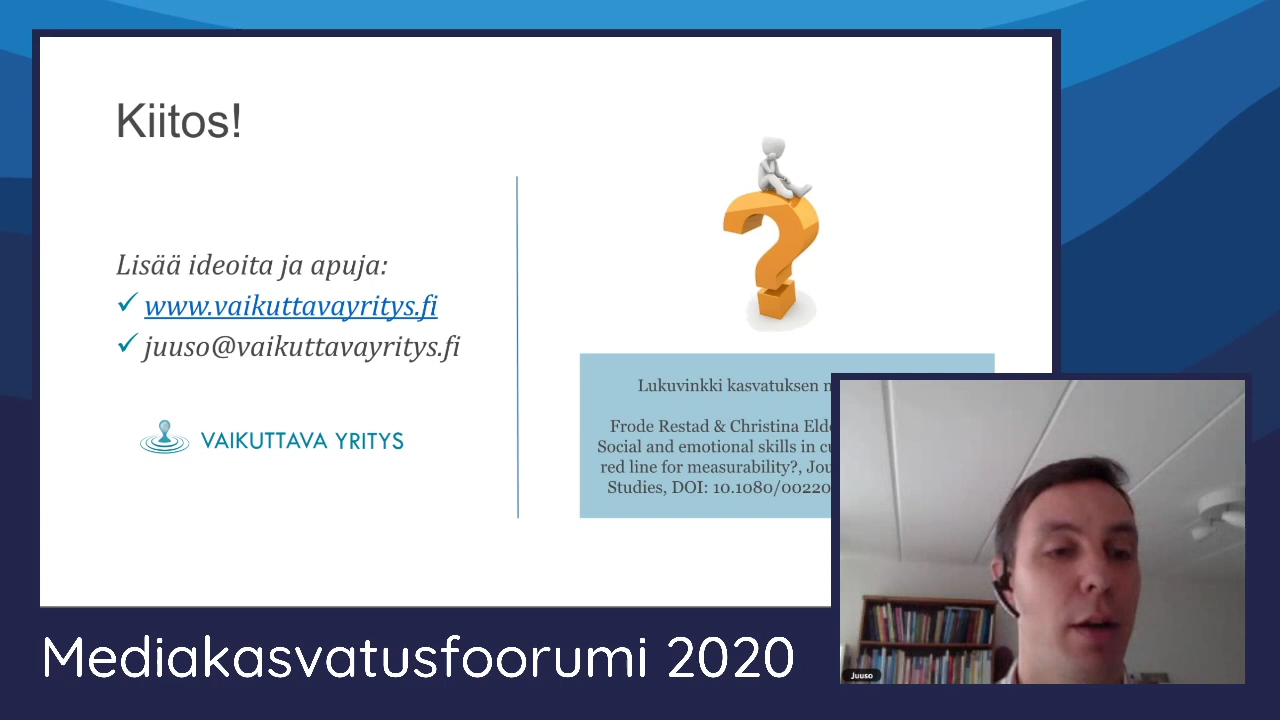 Kiitos!
Lisää ideoita ja apuja:
www.vaikuttavayritys.fi
juuso@vaikuttavayritys.fi
VAIKUTTAVA YRITYS
Lukuvinkki kasvatuksen
Frode Restad & Christina
Social and emotional skills in
red line for measurability?,
Studies, DOI: 10.1080/00220
Juuso
Mediakasvatusfoorumi 2020